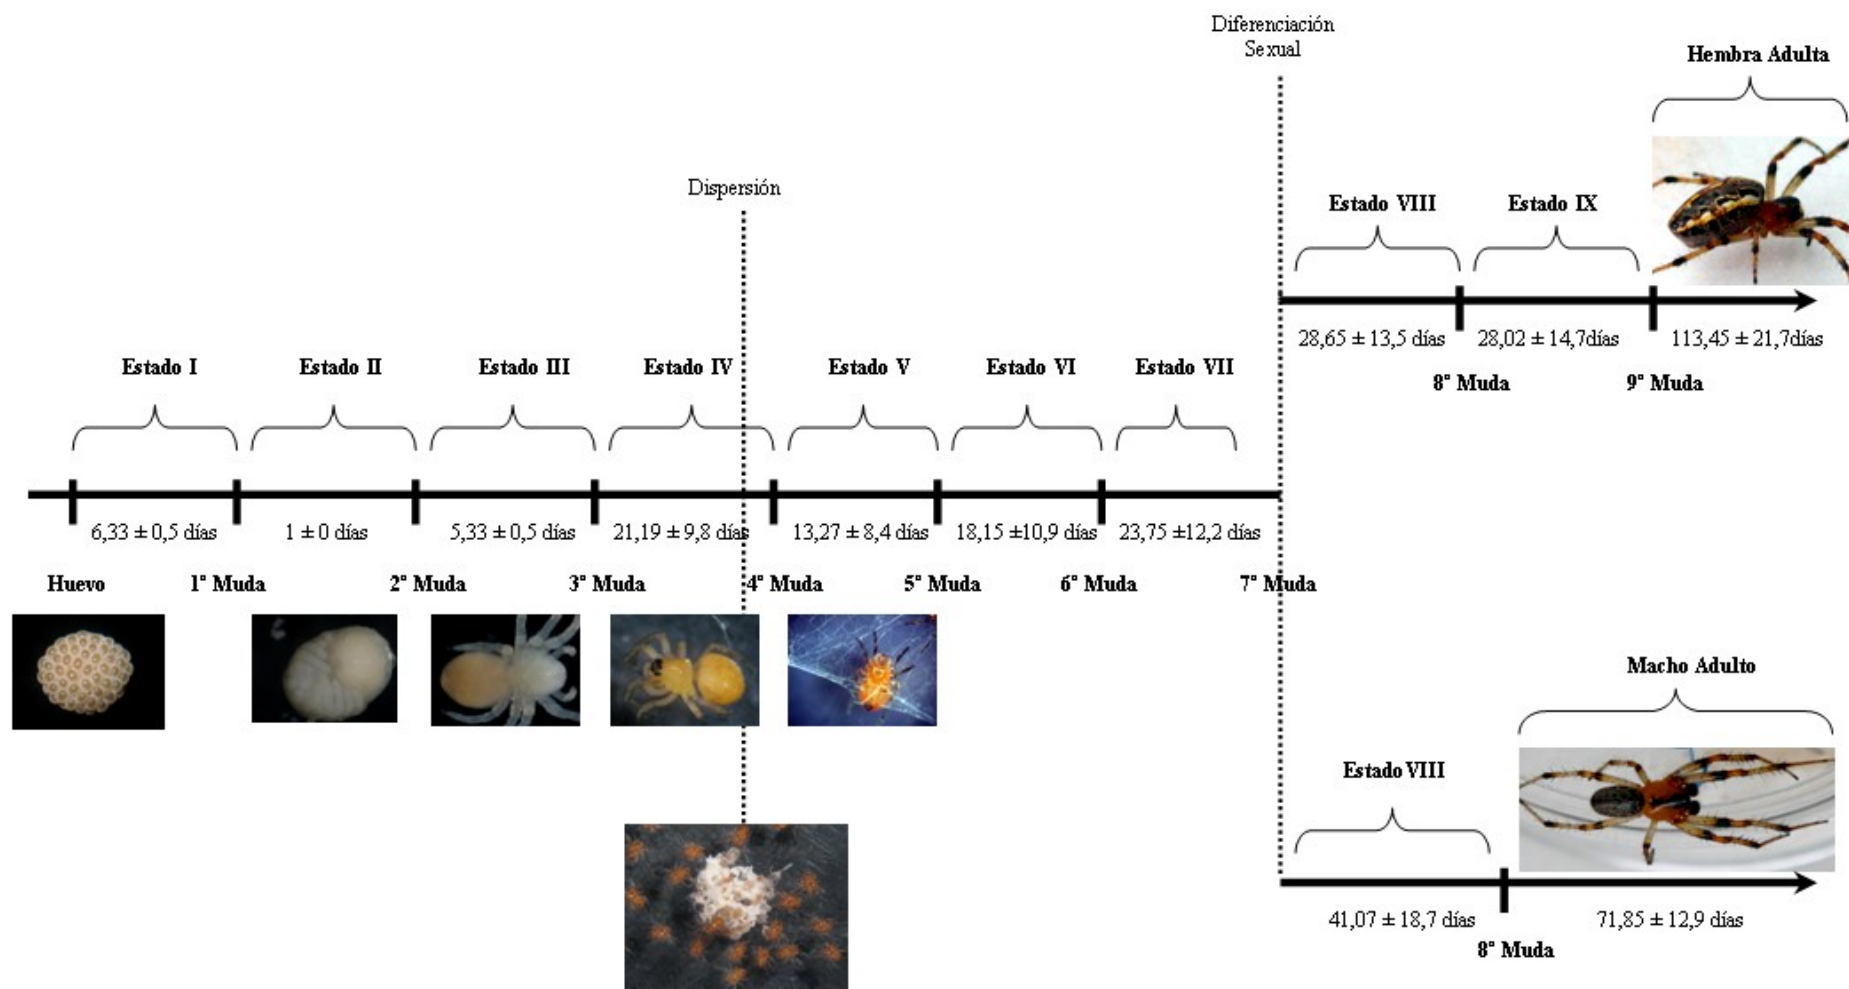 Diferenciación
Sexual
Hembra Adulta
Dispersión
Estado VIII
Estado IX
28,65 ± 13,5 días
28,02 ± 14,7días
113,45 ± 21,7días
8° Muda
9° Muda
Estado I
Estado II
Estado III
Estado IV
Estado V
Estado VI
Estado VII
6,33 ± 0,5 días
1 ± 0 días
5,33 ± 0,5 días
21,19 ± 9,8 días
13,27 ± 8,4 días
18,15 ±10,9 días
23,75 ±12,2 días
Huevo
1° Muda
2° Muda
3° Muda
4° Muda
5° Muda
6° Muda
7° Muda
Macho Adulto
Estado VIII
41,07 ± 18,7 días
71,85 ± 12,9 días
8° Muda